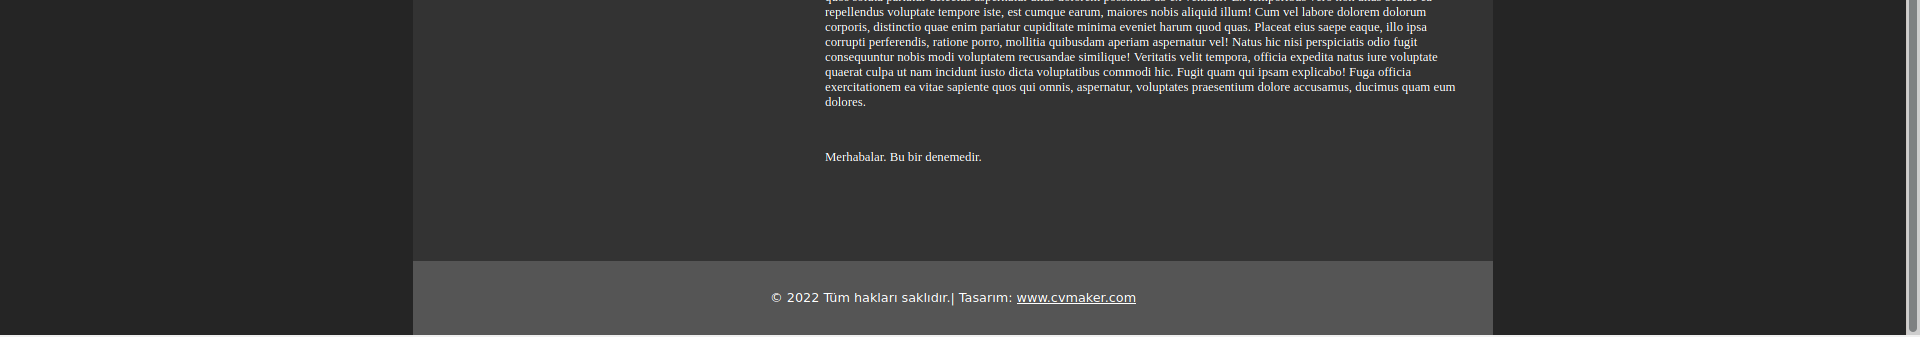 repellendus voluptate tempore iste, est cumque earum, maiores nobis aliquid illum! Cum vel labore dolorem dolorum
corporis, distinctio quae enim pariatur cupiditate minima eveniet harum quod quas. Placeat eius saepe eaque, illo ipsa
corrupti perferendis, ratione porro, mollitia quibusdam aperiam aspernatur vel! Natus hic nisi perspiciatis odio fugit
consequuntur nobis modi voluptatem recusandae similique! Veritatis velit tempora, officia expedita natus iure voluptate
quaerat culpa ut nam incidunt iusto dicta voluptatibus commodi hic. Fugit quam qui ipsam explicabo! Fuga officia
exercitationem ea vitae sapiente quos qui omnis, aspernatur, voluptates praesentium dolore accusamus, ducimus quam eum
dolores.
Merhabalar. Bu bir denemedir.
© 2022 Tüm hakları saklıdır.| Tasarım: www.cvmaker.com